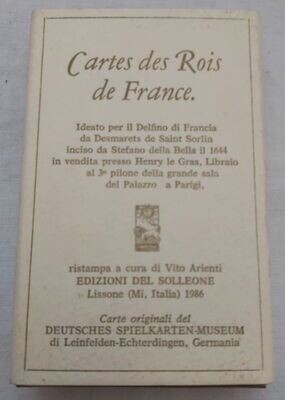 Cartes des Rois
de France.
Ideato per il Delfino di Francia
da Desmarets de Saint Sorlin
inciso da Stefano della Bella il 1644
in vendita presso Henry le Gras, Libraio
al 3º pilone della grande sala
del Palazzo a Parigi.
ristampa a cura di Vito Arienti
EDIZIONI DEL SOLLEONE
Lissone (Mi, Italia) 1986
Carte originali del
DEUTSCHES SPIELKARTEN-MUSEUM
di Leinfelden-Echterdingen, Germania